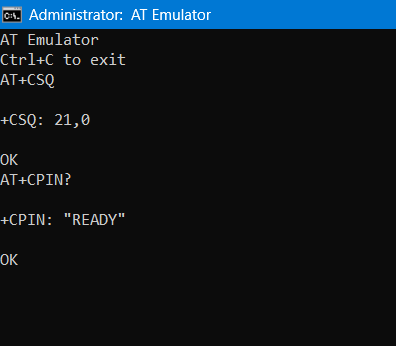 Administrator: AT Emulator
AT Emulator
Ctrl+C to exit
AT+CSQ
+CSQ: 21,0
OK
AT+CPIN?
+CPIN: "READY"
OK